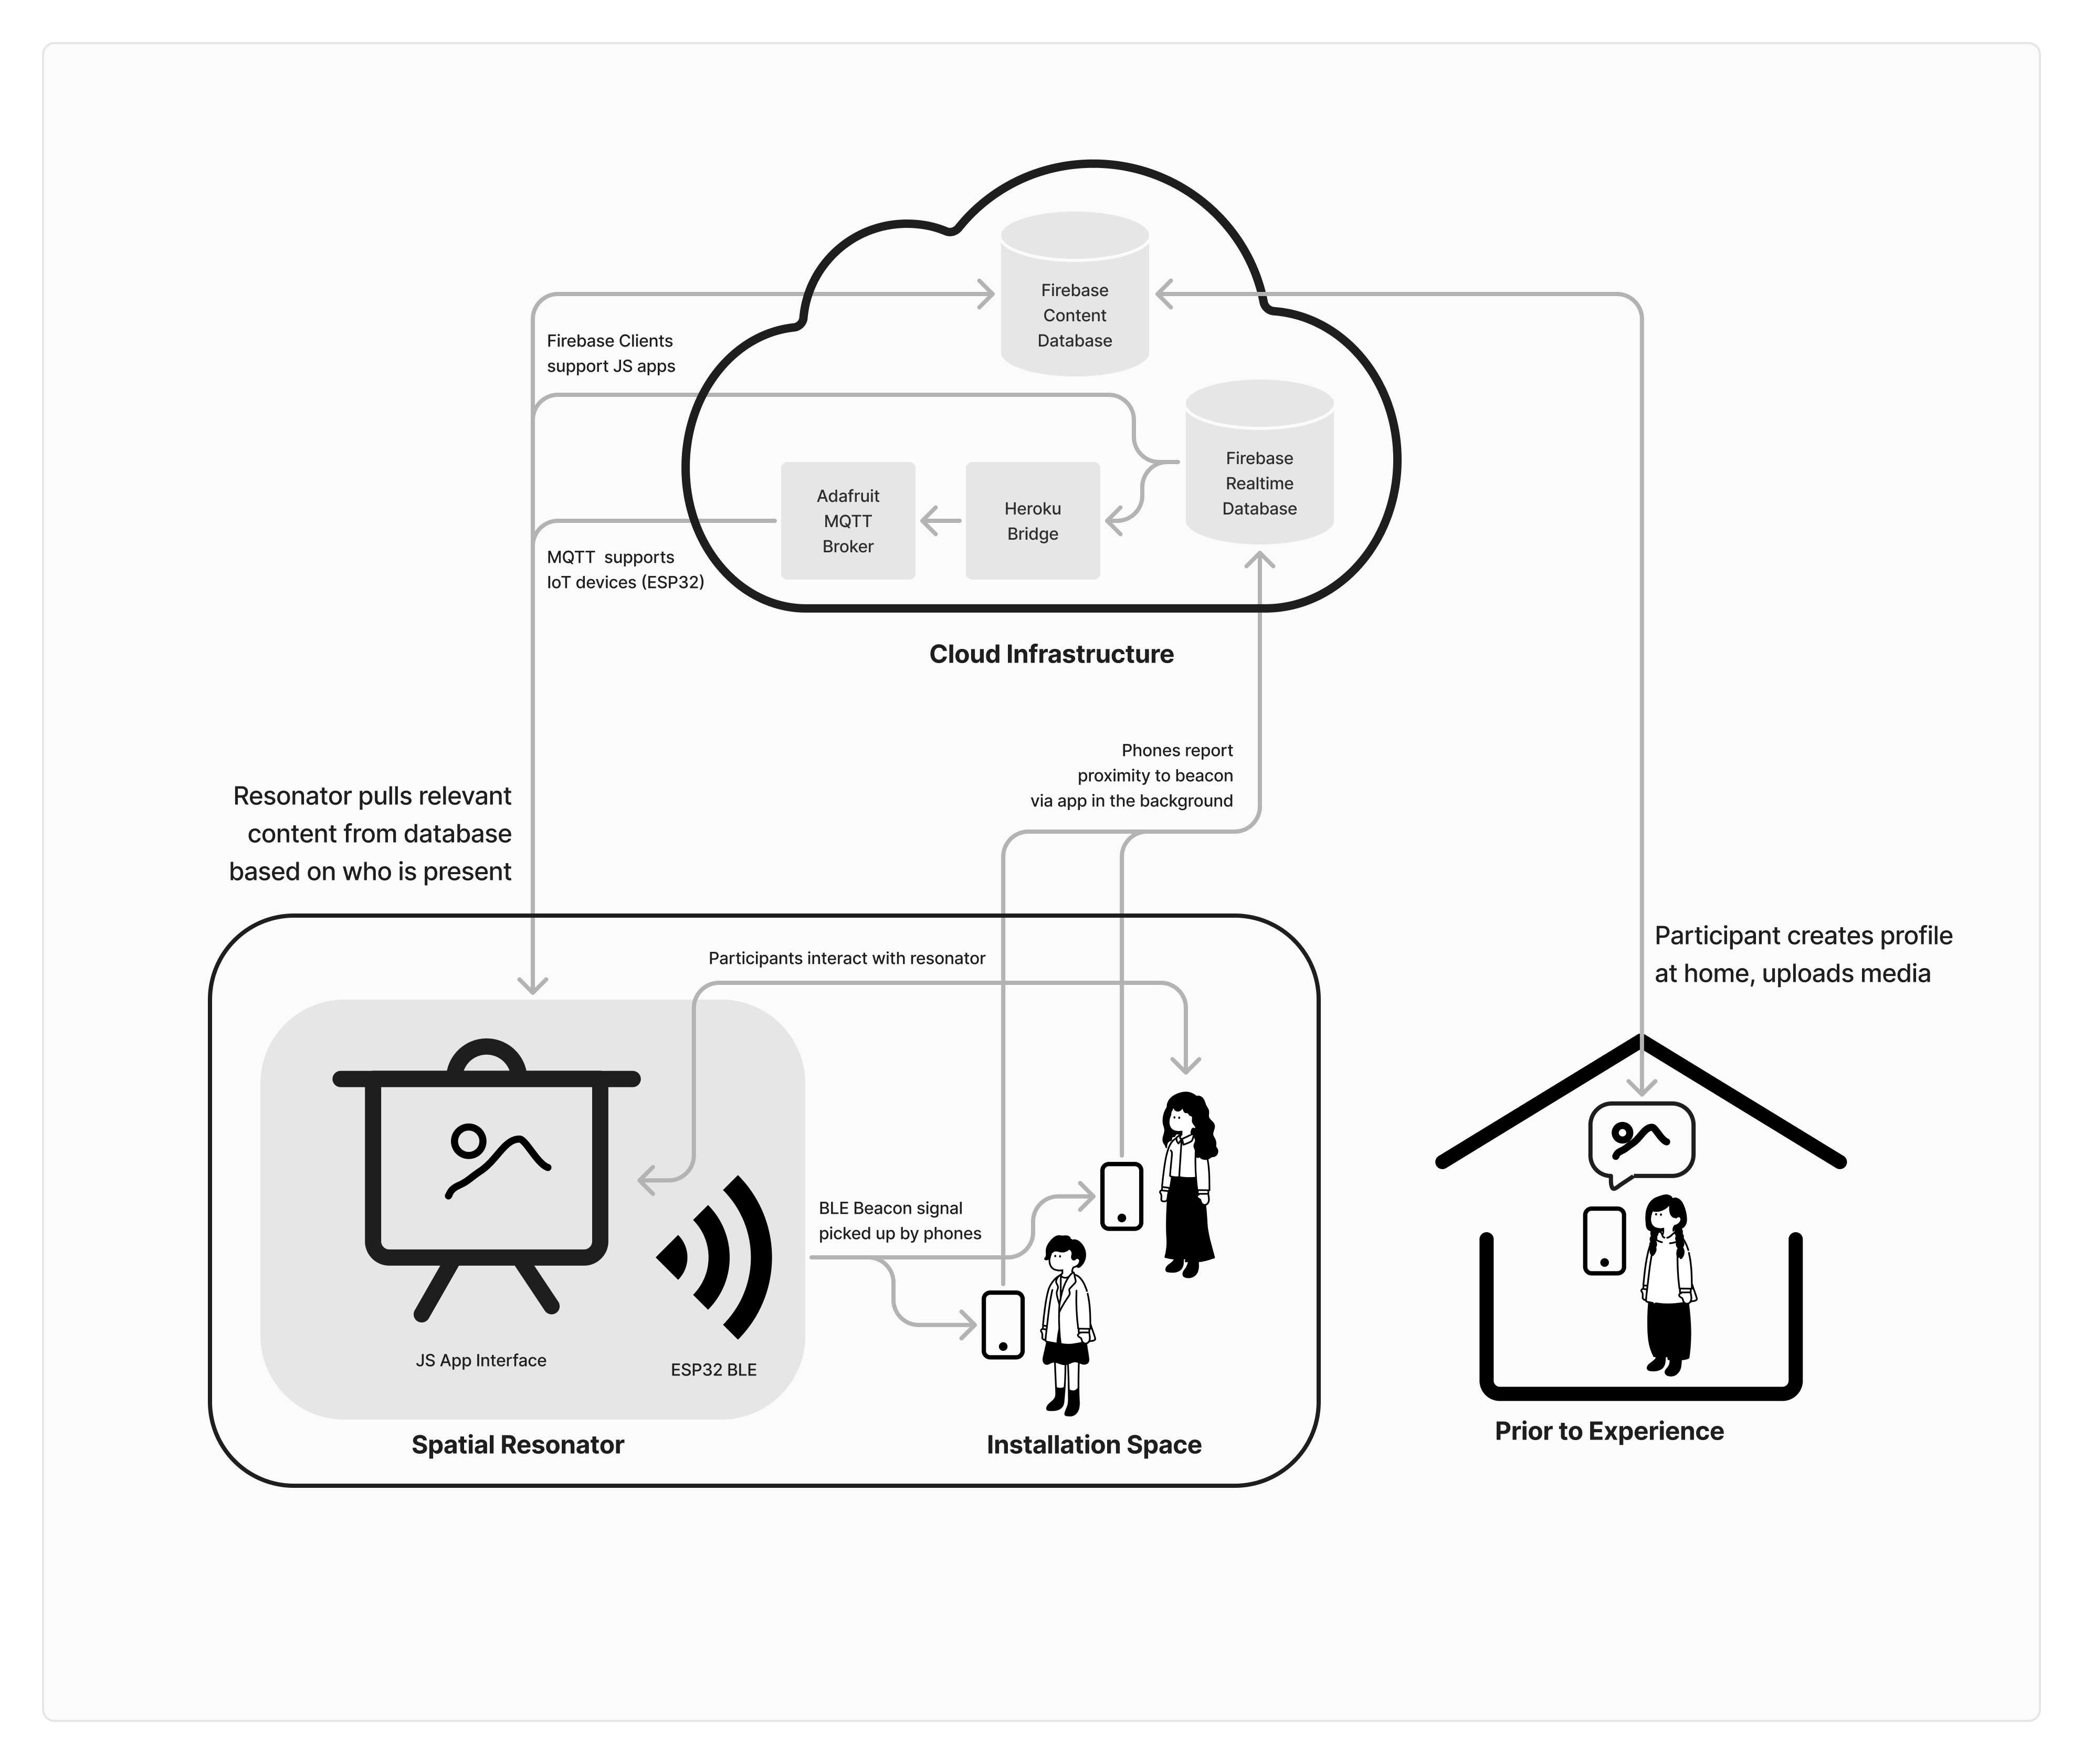 Firebase
Content
Database
Firebase Clients
support JS apps
Firebase
Realtime
Database
Adafruit
MQTT
Broker
Heroku
Bridge
MQTT  supports
IoT devices (ESP32)
Cloud Infrastructure
Phones report
proximity to beacon
via app in the background
Resonator pulls relevant
content from database
based on who is present
Participant creates profile
at home, uploads media
Participants interact with resonator
BLE Beacon signal
picked up by phones
JS App Interface
ESP32 BLE
Spatial Resonator
Installation Space
Prior to Experience